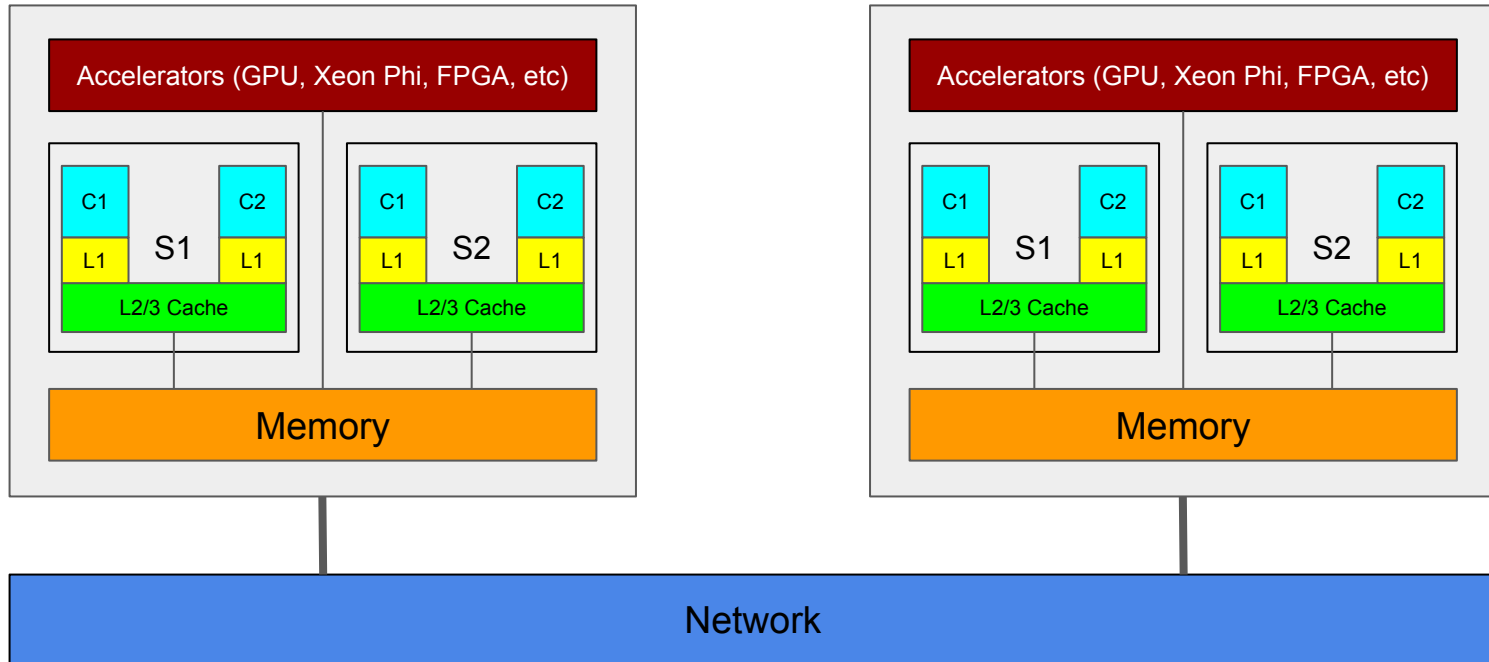 Accelerators (GPU, Xeon Phi, FPGA, etc)
C1
C2
S1
L1
L1
L2/3 Cache
C1
C2
S2
L1
L1
L2/3 Cache
Memory
Accelerators (GPU, Xeon Phi, FPGA, etc)
C1
C2
S1
L1
L1
L2/3 Cache
C1
C2
S2
L1
L1
L2/3 Cache
Memory
Network